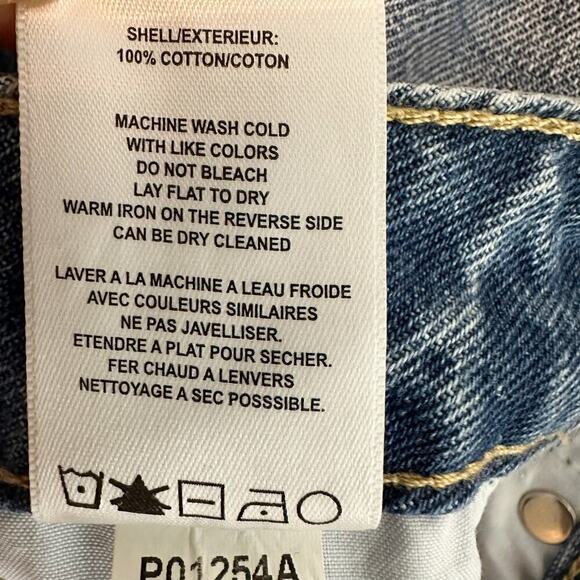 SHELL/EXTERIEUR:
100% COTTON/COTON
MACHINE WASH COLD
WITH LIKE COLORS
DO NOT BLEACH
LAY FLAT TO DRY
WARM IRON ON THE REVERSE SIDE
CAN BE DRY CLEANED
LAVER A LA MACHINE A LEAU FROIDE
AVEC COULEURS SIMILAIRES
NE PAS JAVELLISER.
ETENDRE A PLAT POUR SECHER.
FER CHAUD A LENVERS
NETTOYAGE A SEC POSSSIBLE.
P01254A